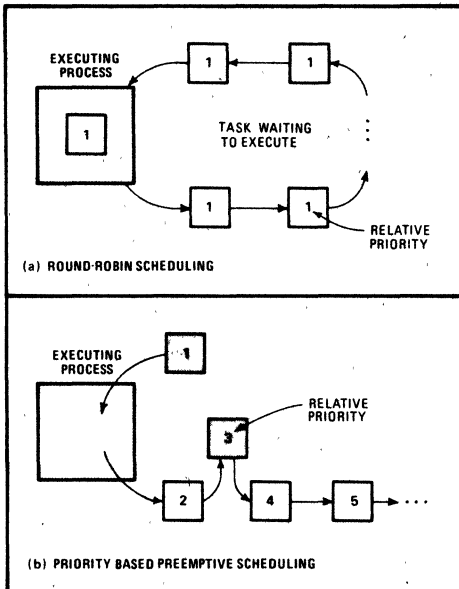 EXECUTING
PROCESS
1
1
1
TASK WAITING
TO EXECUTE
1
1
RELATIVE
PRIORITY
(a) ROUND-ROBIN SCHEDULING
EXECUTING
PROCESS
1
RELATIVE
PRIORITY
3
2
4
5
(b) PRIORITY BASED PREEMPTIVE SCHEDULING